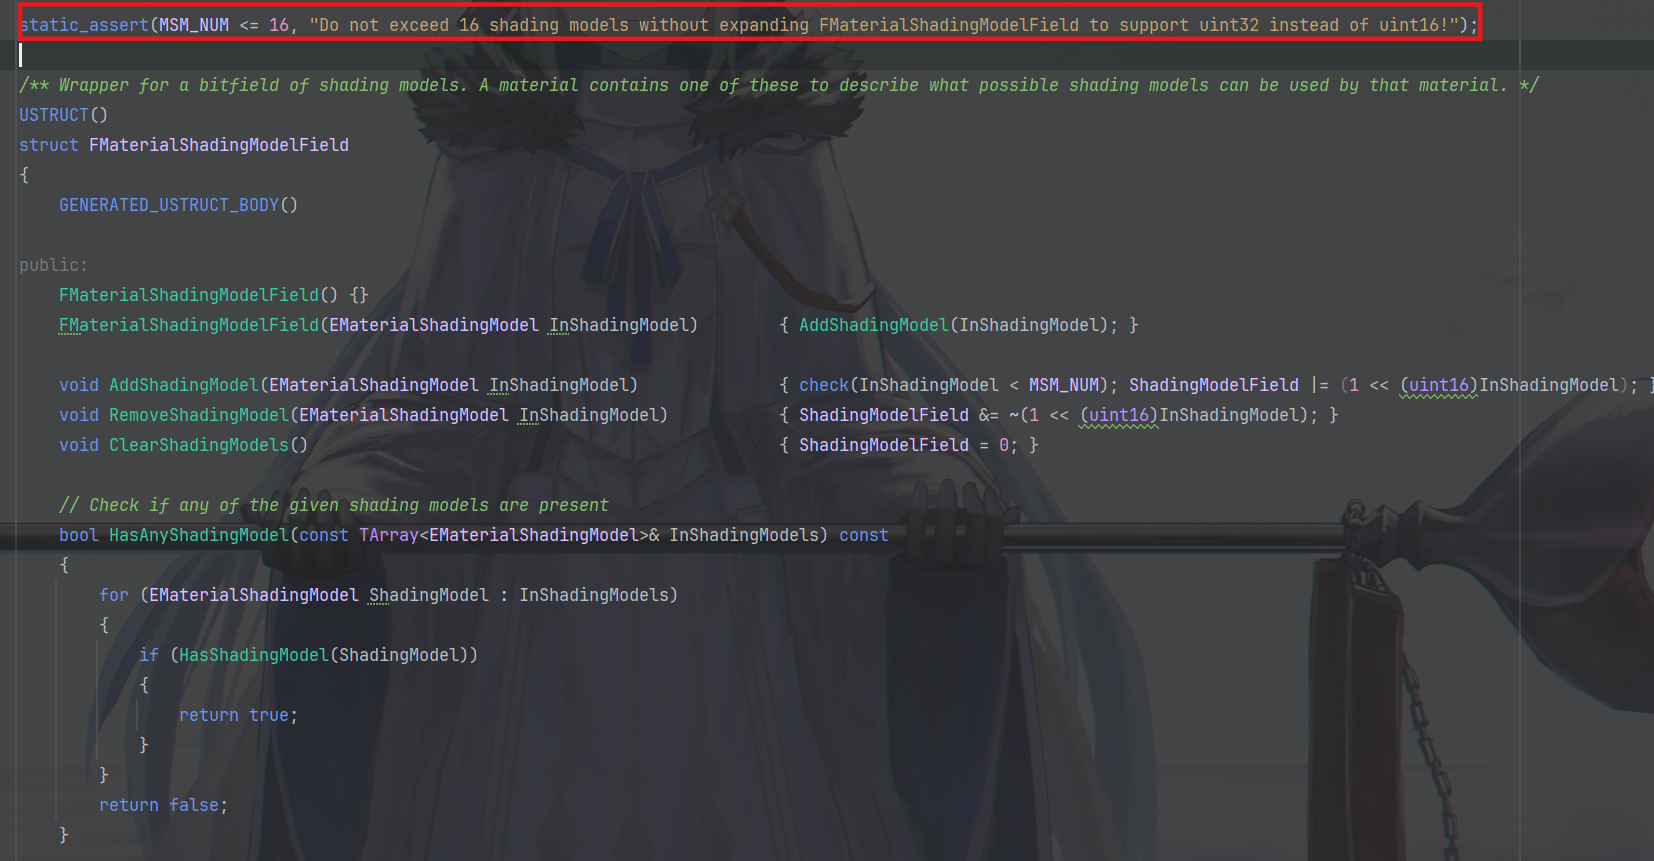 static_assert(MSM_NUM <= 16, "Do not exceed 16 shading models without expanding FMaterialShadingModelField to support uint32 instead of uint16!");
/** Wrapper for a bitfield of shading models. A material contains one of these to describe what possible shading models can be used by that material. */
USTRUCT()
struct FMaterialShadingModelField
{
GENERATED_USTRUCT_BODY()
public:
FMaterialShadingModelField() {}
FMaterialShadingModelField(EMaterialShadingModel InShadingModel) { AddShadingModel(InShadingModel); }
void AddShadingModel(EMaterialShadingModel InShadingModel) { check(InShadingModel < MSM_NUM); ShadingModelField |= (1 << (uint16)InShadingModel); }
void RemoveShadingModel(EMaterialShadingModel InShadingModel) { ShadingModelField &= ~(1 << (uint16)InShadingModel); }
void ClearShadingModels() { ShadingModelField = 0; }
// Check if any of the given shading models are present
bool HasAnyShadingModel(const TArray<EMaterialShadingModel>& InShadingModels) const
{
for (EMaterialShadingModel ShadingModel : InShadingModels)
{
if (HasShadingModel(ShadingModel))
{
return true;
}
}
return false;
}